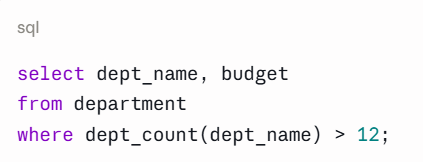 sql
select dept_name, budget
from department
where dept_count(dept_name) > 12;